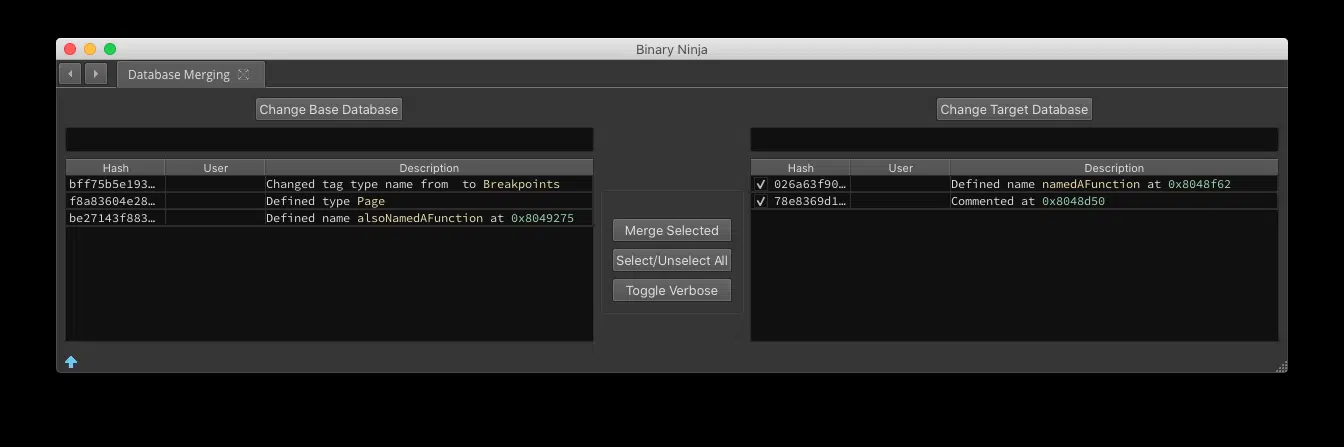 Binary Ninja
Database Merging
Change Base Database
Change Target Database
Hash User Description
bff75b5e193... Changed tag type name from to Breakpoints
f8a83604e28... Defined type Page
be27143f883... Defined name alsoNamedAFunction at 0x8049275
Merge Selected
Select/Unselect All
Toggle Verbose
Hash User Description
026a63f90... Defined name namedAFunction at 0x8048f62
78e8369d1... Commented at 0x8048d50